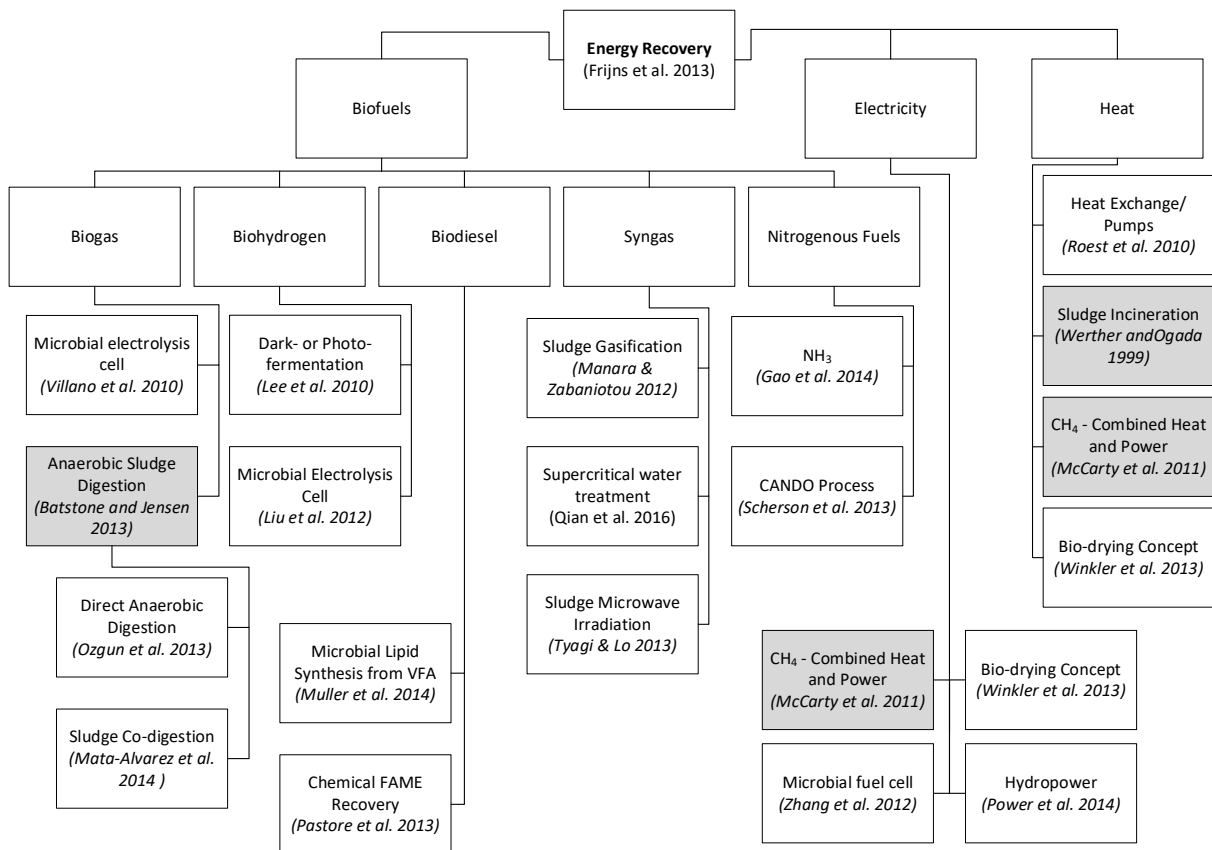 Energy Recovery
(Frijns et al. 2013)
Biofuels
Electricity
Heat
Biogas
Biohydrogen
Biodiesel
Syngas
Nitrogenous Fuels
Heat Exchange/
Pumps
(Roest et al. 2010)
Microbial electrolysis
cell
(Villano et al. 2010)
Dark- or Photo-
fermentation
(Lee et al. 2010)
Sludge Gasification
(Manara &
Zabaniotou 2012)
NH₃
(Gao et al. 2014)
Sludge Incineration
(Werther andOgada
1999)
Anaerobic Sludge
Digestion
(Batstone and Jensen
2013)
Microbial Electrolysis
Cell
(Liu et al. 2012)
Supercritical water
treatment
(Qian et al. 2016)
CANDO Process
(Scherson et al. 2013)
CH₄ - Combined Heat
and Power
(McCarty et al. 2011)
Bio-drying Concept
(Winkler et al. 2013)
Direct Anaerobic
Digestion
(Ozgun et al. 2013)
Microbial Lipid
Synthesis from VFA
(Muller et al. 2014)
Sludge Microwave
Irradiation
(Tyagi & Lo 2013)
CH₄ - Combined Heat
and Power
(McCarty et al. 2011)
Bio-drying Concept
(Winkler et al. 2013)
Sludge Co-digestion
(Mata-Alvarez et al.
2014 )
Chemical FAME
Recovery
(Pastore et al. 2013)
Microbial fuel cell
(Zhang et al. 2012)
Hydropower
(Power et al. 2014)